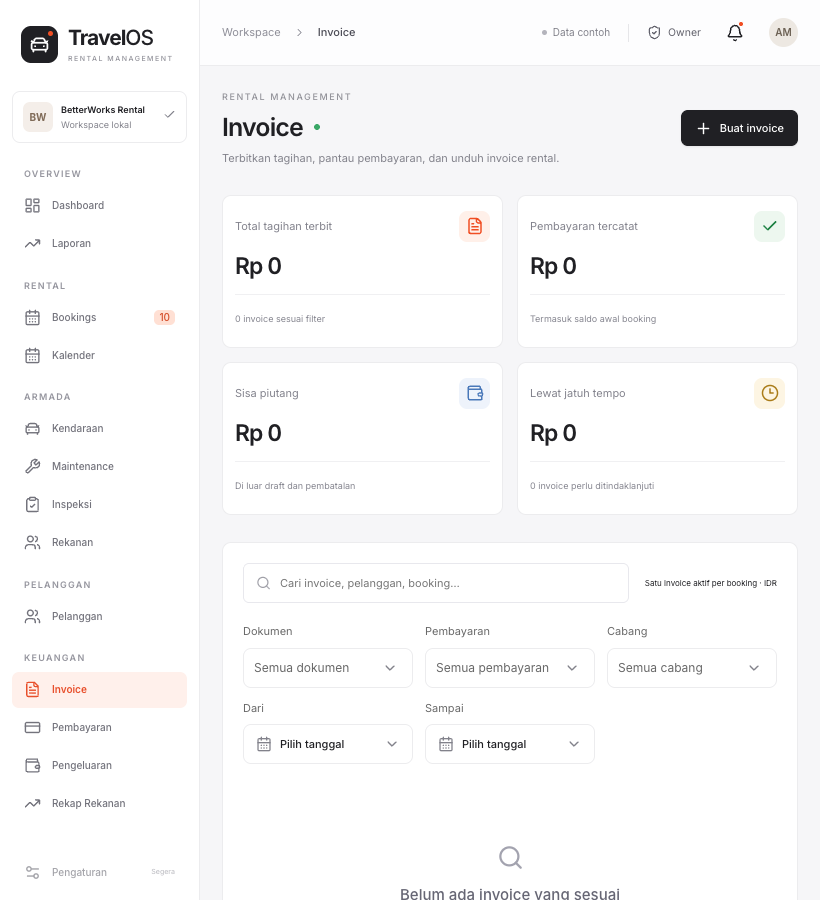 TravelOS
RENTAL MANAGEMENT
BW
BetterWorks Rental
Workspace lokal
OVERVIEW
Dashboard
Laporan
RENTAL
Bookings
10
Kalender
ARMADA
Kendaraan
Maintenance
Inspeksi
Rekanan
PELANGGAN
Pelanggan
KEUANGAN
Invoice
Pembayaran
Pengeluaran
Rekap Rekanan
Pengaturan
Segera
Workspace
Invoice
Data contoh
Owner
AM
RENTAL MANAGEMENT
Invoice
Terbitkan tagihan, pantau pembayaran, dan unduh invoice rental.
Buat invoice
Total tagihan terbit
Rp 0
0 invoice sesuai filter
Pembayaran tercatat
Rp 0
Termasuk saldo awal booking
Sisa piutang
Rp 0
Di luar draft dan pembatalan
Lewat jatuh tempo
Rp 0
0 invoice perlu ditindaklanjuti
Cari invoice, pelanggan, booking...
Satu invoice aktif per booking · IDR
Dokumen
Semua dokumen
Pembayaran
Semua pembayaran
Cabang
Semua cabang
Dari
Pilih tanggal
Sampai
Pilih tanggal
Belum ada invoice yang sesuai